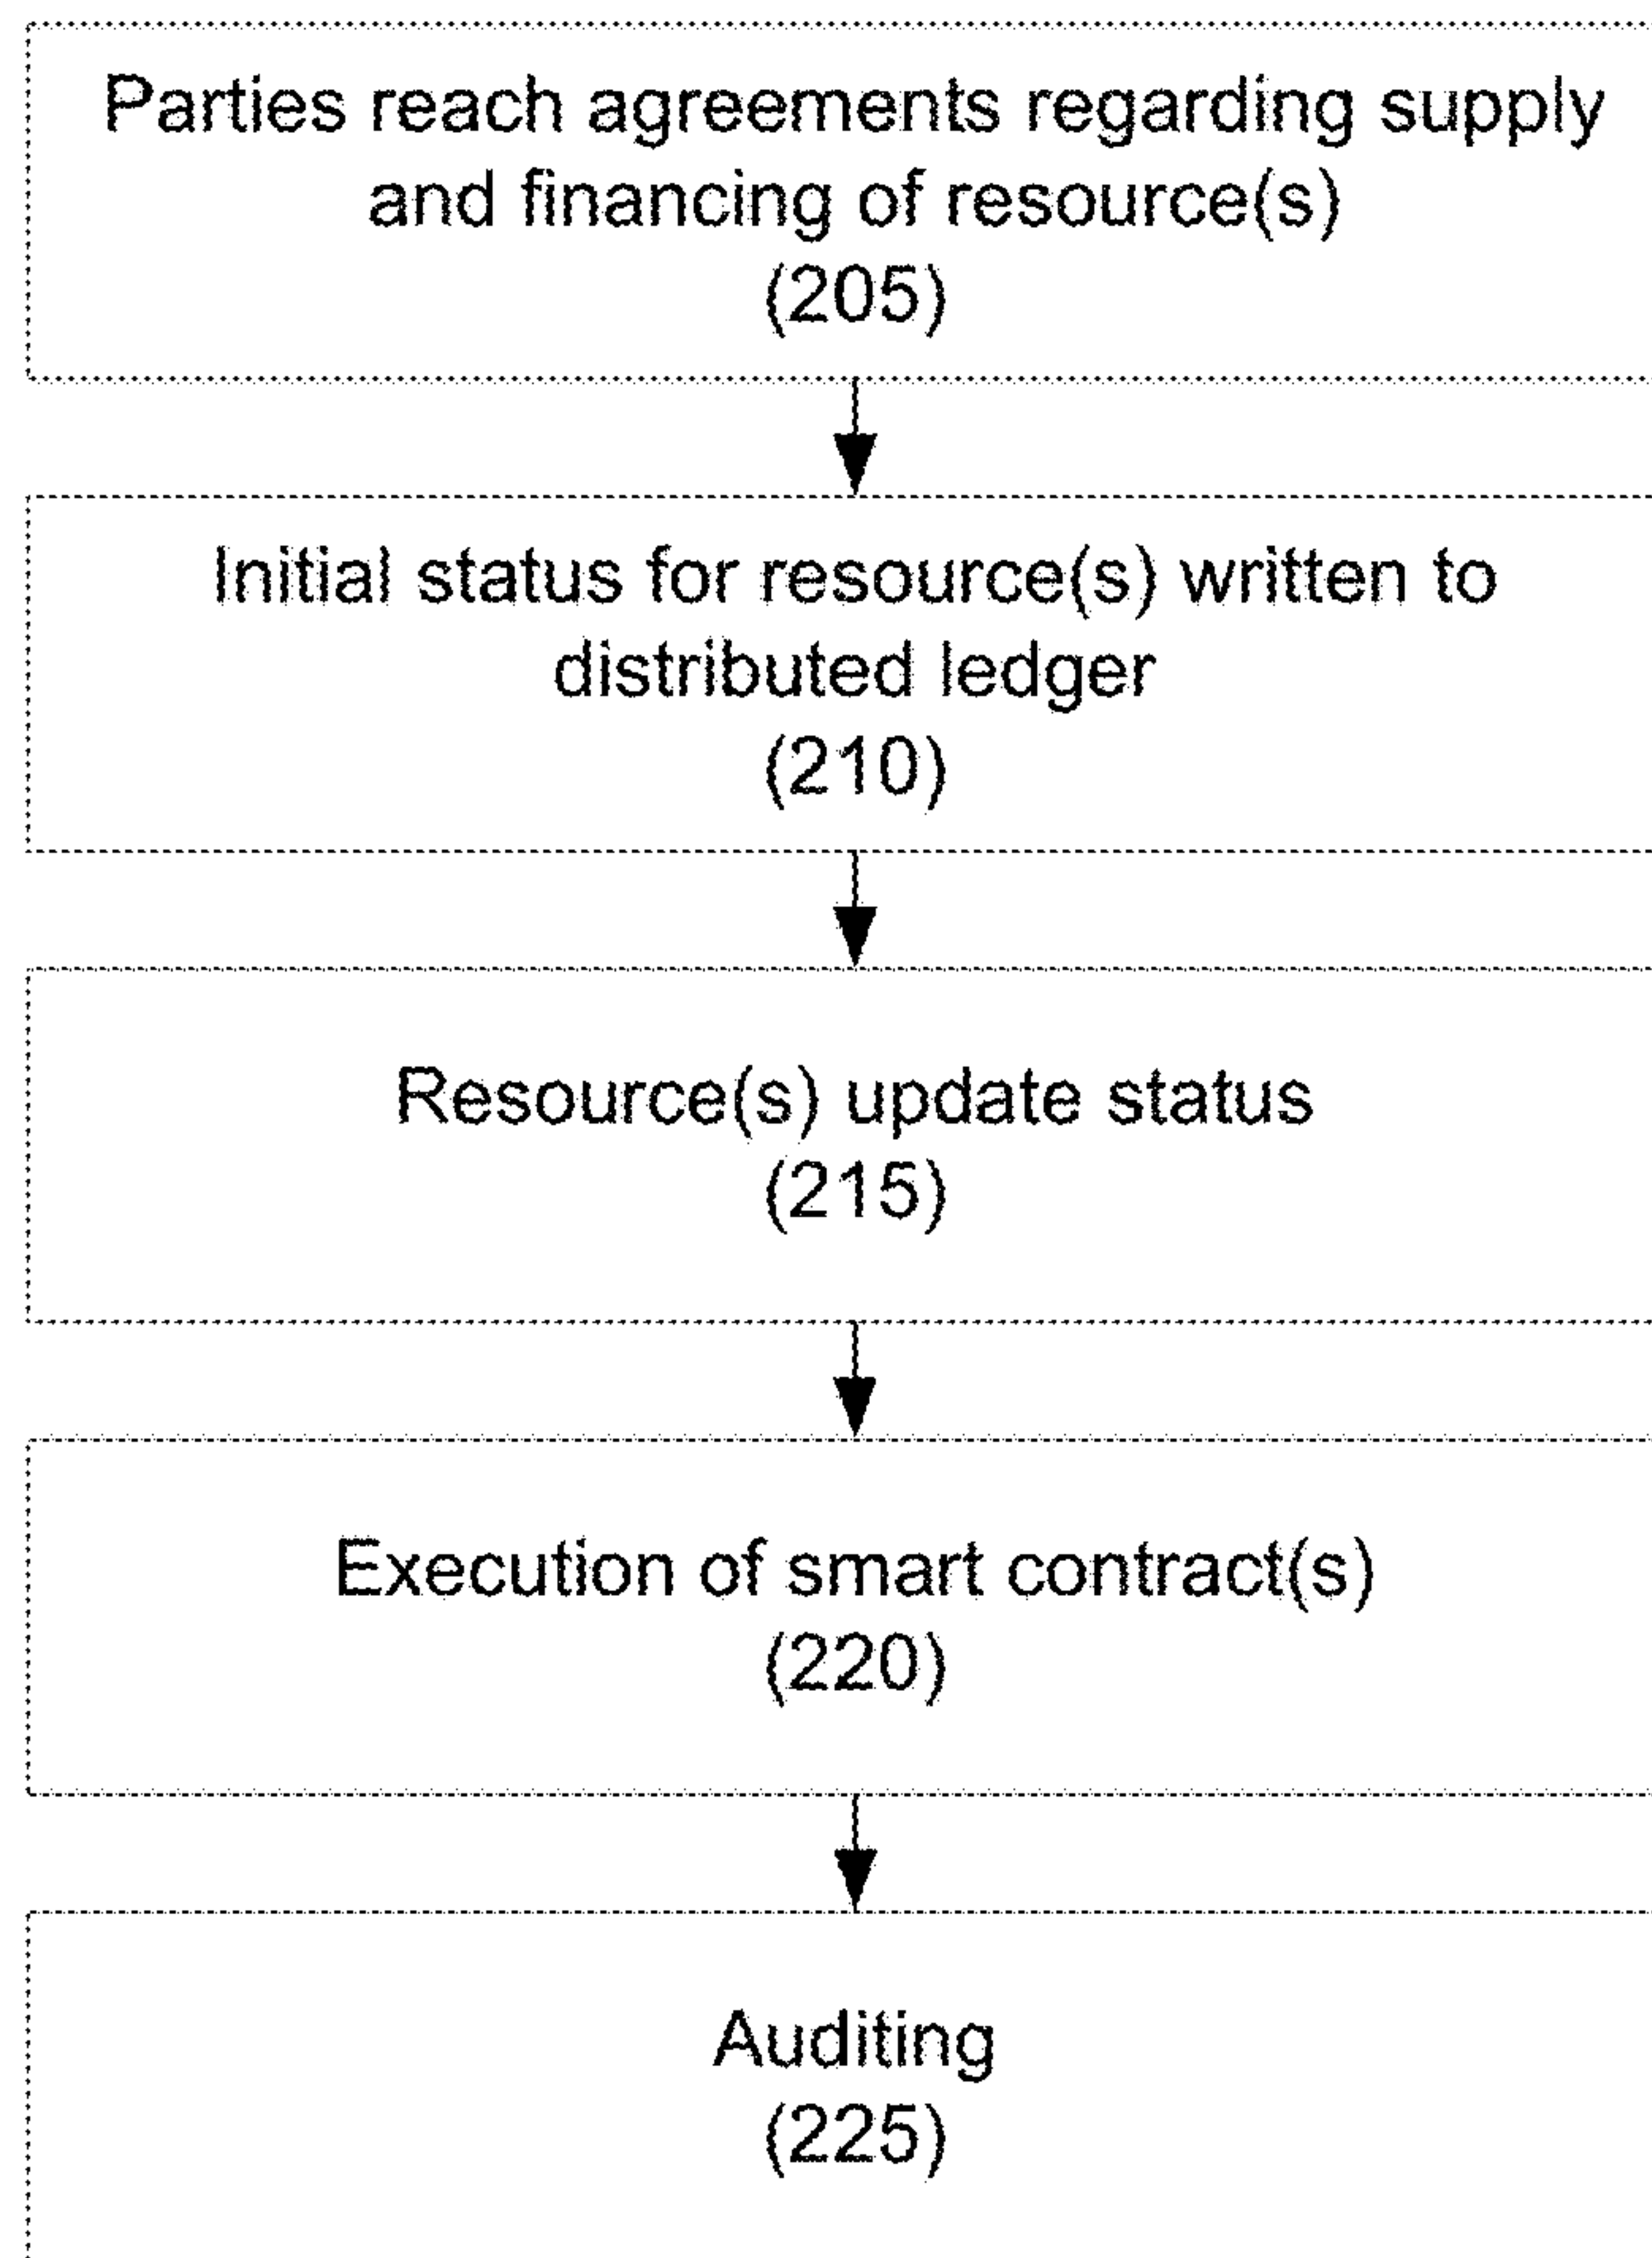 Parties reach agreements regarding supply
and financing of resource(s)
(205)
Initial status for resource(s) written to
distributed ledger
(210)
Resource(s) update status
(215)
Execution of smart contract(s)
(220)
Auditing
(225)